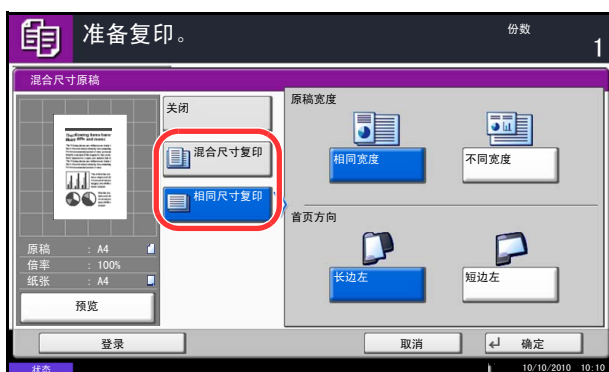 准备复印。
份数
1
混合尺寸原稿
关闭
混合尺寸复印
相同尺寸复印
原稿宽度
相同宽度
不同宽度
首页方向
长边左
短边左
原稿 : A4
倍率 : 100%
纸张 : A4
预览
登录
取消
确定
状态
10/10/2010 10:10